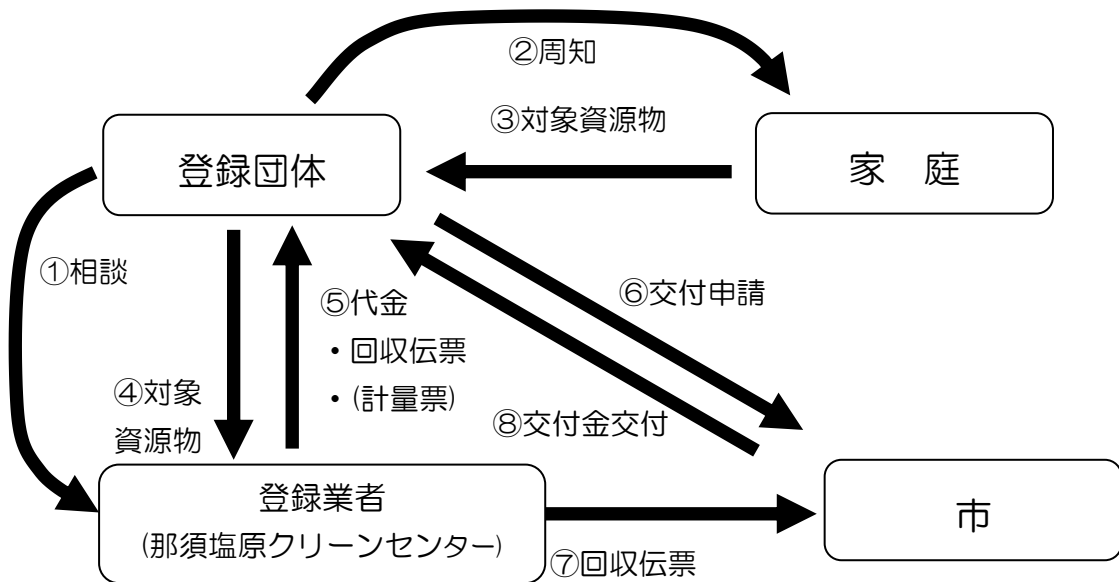 ②周知
③対象資源物
登録団体
家　庭
①相談
⑤代金
・回収伝票
・(計量票)
⑥交付申請
④対象
資源物
⑧交付金交付
登録業者
(那須塩原クリーンセンター)
市
⑦回収伝票